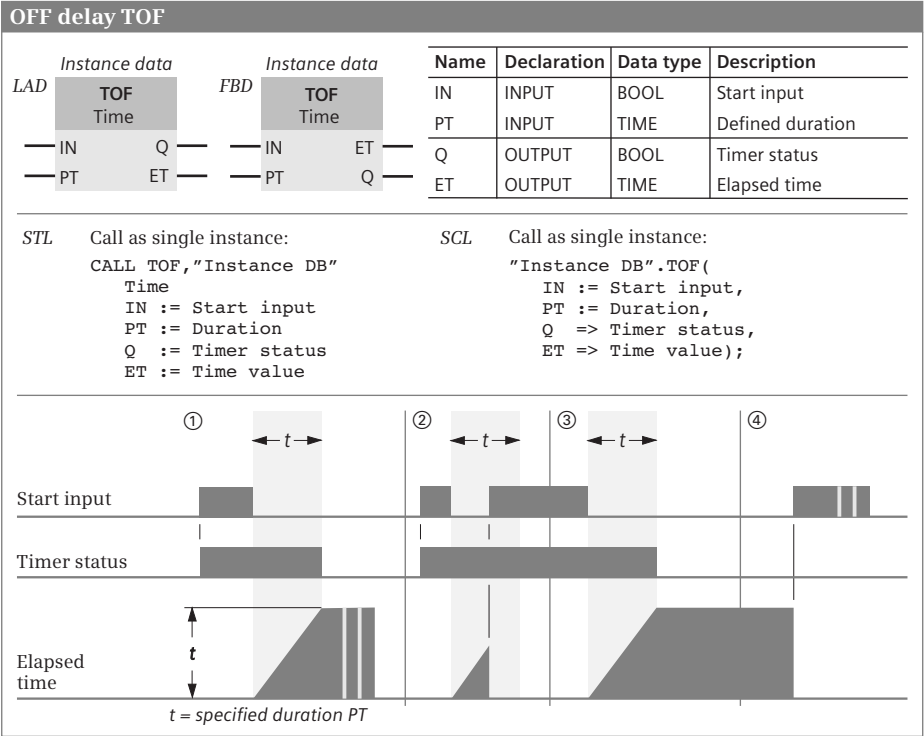 OFF delay TOF
LAD
Instance data
TOF
Time
IN Q
PT ET
FBD
Instance data
TOF
Time
IN ET
PT Q
Name Declaration Data type Description
IN INPUT BOOL Start input
PT INPUT TIME Defined duration
Q OUTPUT BOOL Timer status
ET OUTPUT TIME Elapsed time
STL Call as single instance:
CALL TOF,"Instance DB"
Time
IN := Start input
PT := Duration
Q := Timer status
ET := Time value
SCL Call as single instance:
"Instance DB".TOF(
IN := Start input,
PT := Duration,
Q => Timer status,
ET => Time value);
① ② ③ ④
t t t
Start input
Timer status
Elapsed
time
t
t = specified duration PT